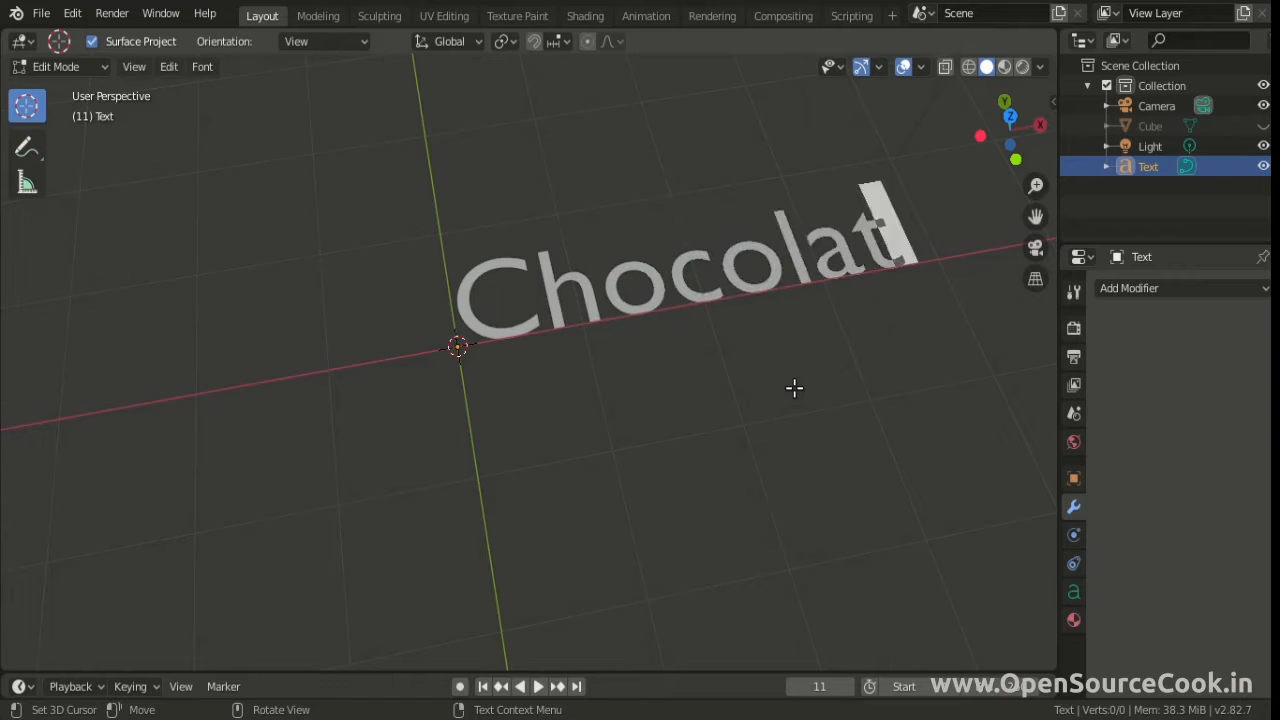 File Edit Render Window Help Layout Modeling Sculpting UV Editing Texture Paint Shading Animation Rendering Compositing Scripting + Scene View Layer
Surface Project Orientation: View Global
Edit Mode View Edit Font
Scene Collection
User Perspective
(11) Text
Collection
Camera
Cube
Light
Text
Y
Z
X
Chocolat
Text
Add Modifier
Playback Keying View Marker 11 Start
www.OpenSourceCook.in
Set 3D Cursor Move Rotate View Text Context Menu Text | Verts:0/0 | Mem: 38.3 MiB | v2.82.7